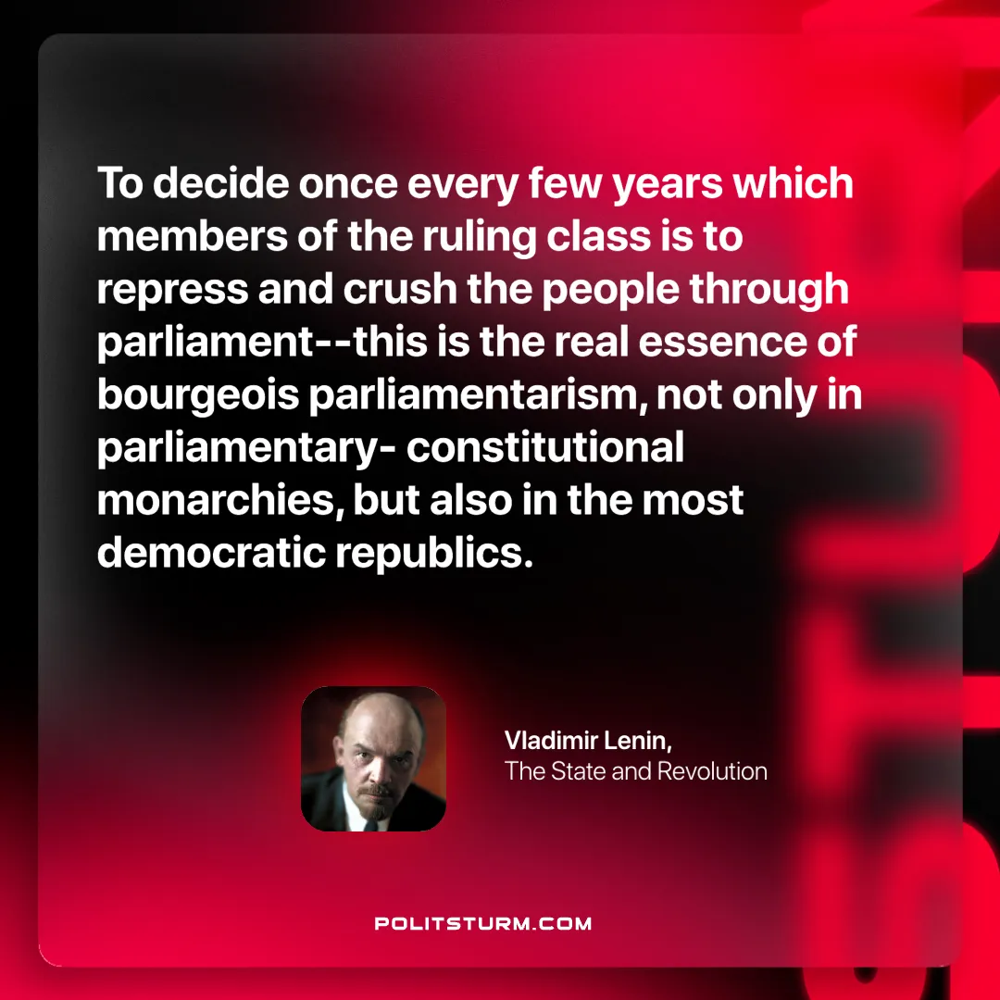 To decide once every few years which
members of the ruling class is to
repress and crush the people through
parliament--this is the real essence of
bourgeois parliamentarism, not only in
parliamentary- constitutional
monarchies, but also in the most
democratic republics.
Vladimir Lenin,
The State and Revolution
POLITSTURM.COM